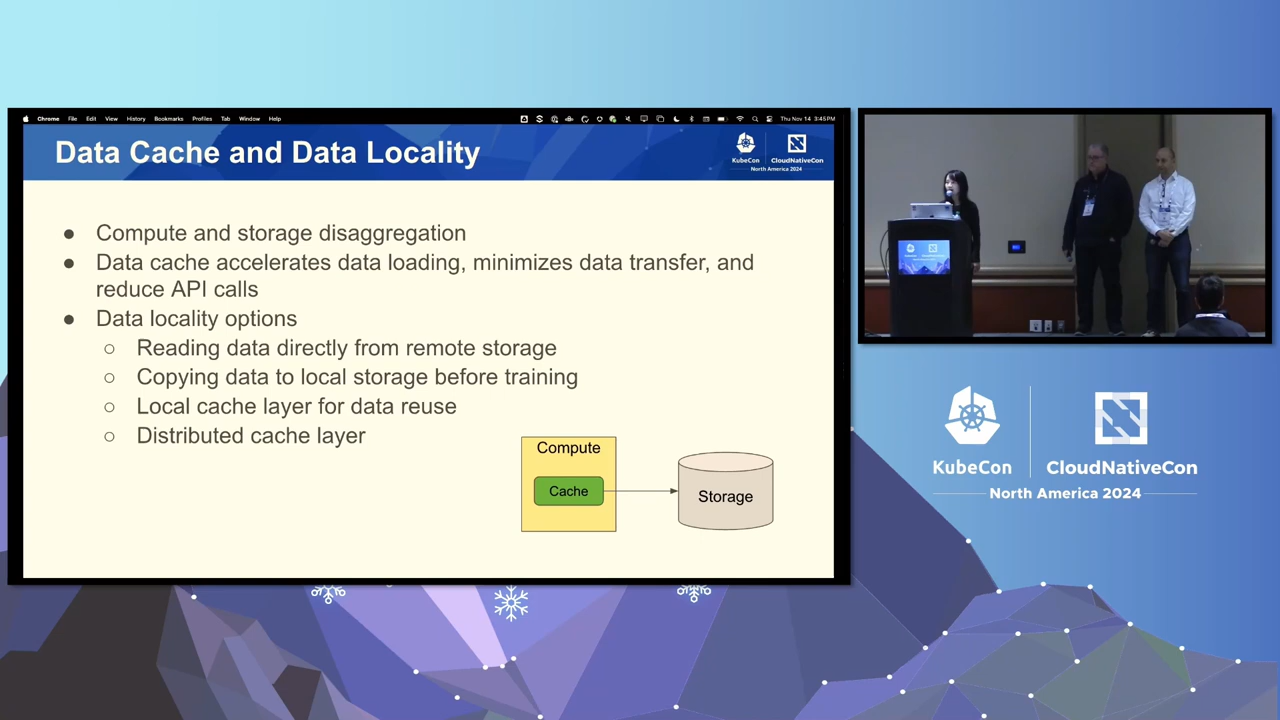 Chrome File Edit View History Bookmarks Profiles Tab Window Help
Thu Nov 14 3:45PM
Data Cache and Data Locality
KubeCon
CloudNativeCon
North America 2024
● Compute and storage disaggregation
● Data cache accelerates data loading, minimizes data transfer, and
reduce API calls
● Data locality options
○ Reading data directly from remote storage
○ Copying data to local storage before training
○ Local cache layer for data reuse
○ Distributed cache layer
Compute
Cache
Storage
KubeCon
CloudNativeCon
North America 2024